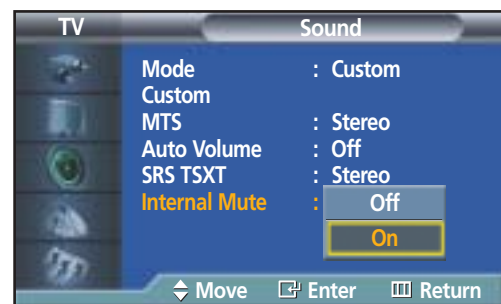 TV Sound
Mode : Custom
Custom
MTS : Stereo
Auto Volume : Off
SRS TSXT : Stereo
Internal Mute : Off
On
Move Enter Return